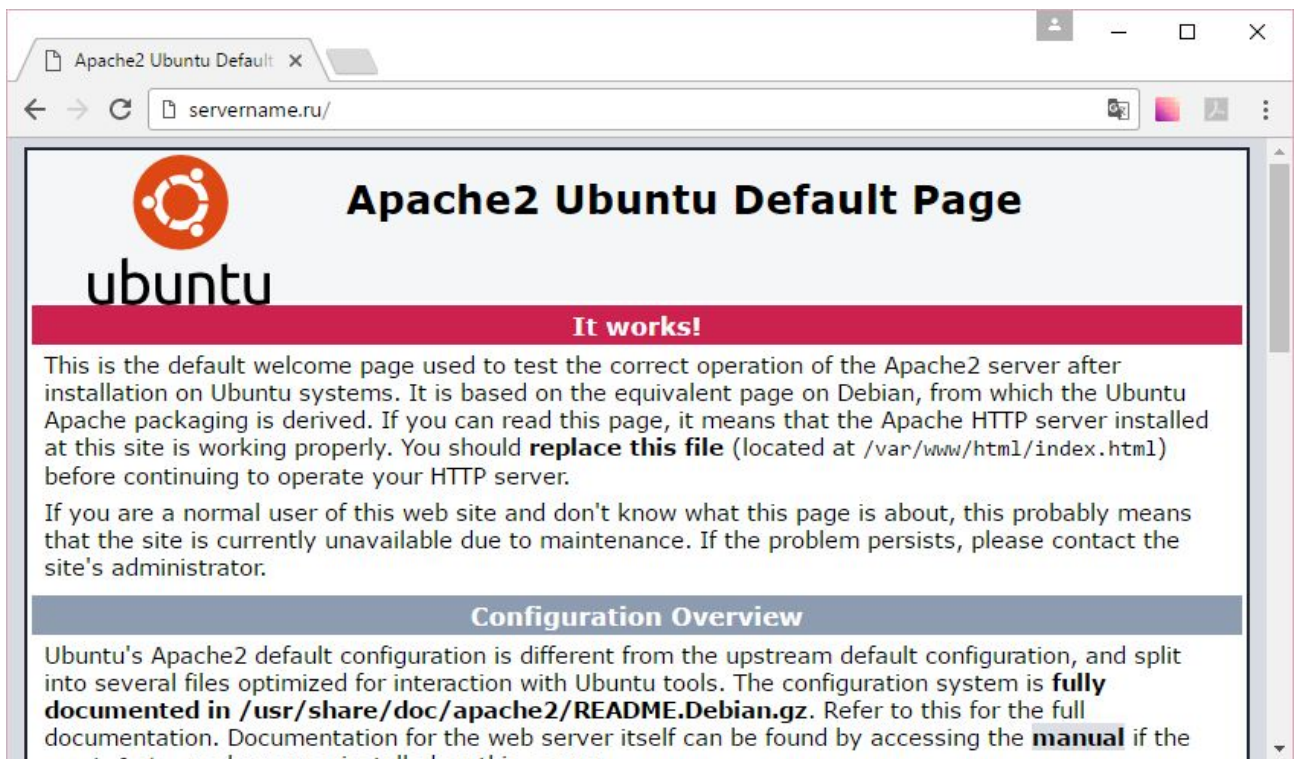 Apache2 Ubuntu Default
servername.ru/
ubuntu
Apache2 Ubuntu Default Page
It works!
This is the default welcome page used to test the correct operation of the Apache2 server after
installation on Ubuntu systems. It is based on the equivalent page on Debian, from which the Ubuntu
Apache packaging is derived. If you can read this page, it means that the Apache HTTP server installed
at this site is working properly. You should replace this file (located at /var/www/html/index.html)
before continuing to operate your HTTP server.
If you are a normal user of this web site and don't know what this page is about, this probably means
that the site is currently unavailable due to maintenance. If the problem persists, please contact the
site's administrator.
Configuration Overview
Ubuntu's Apache2 default configuration is different from the upstream default configuration, and split
into several files optimized for interaction with Ubuntu tools. The configuration system is fully
documented in /usr/share/doc/apache2/README.Debian.gz. Refer to this for the full
documentation. Documentation for the web server itself can be found by accessing the manual if the